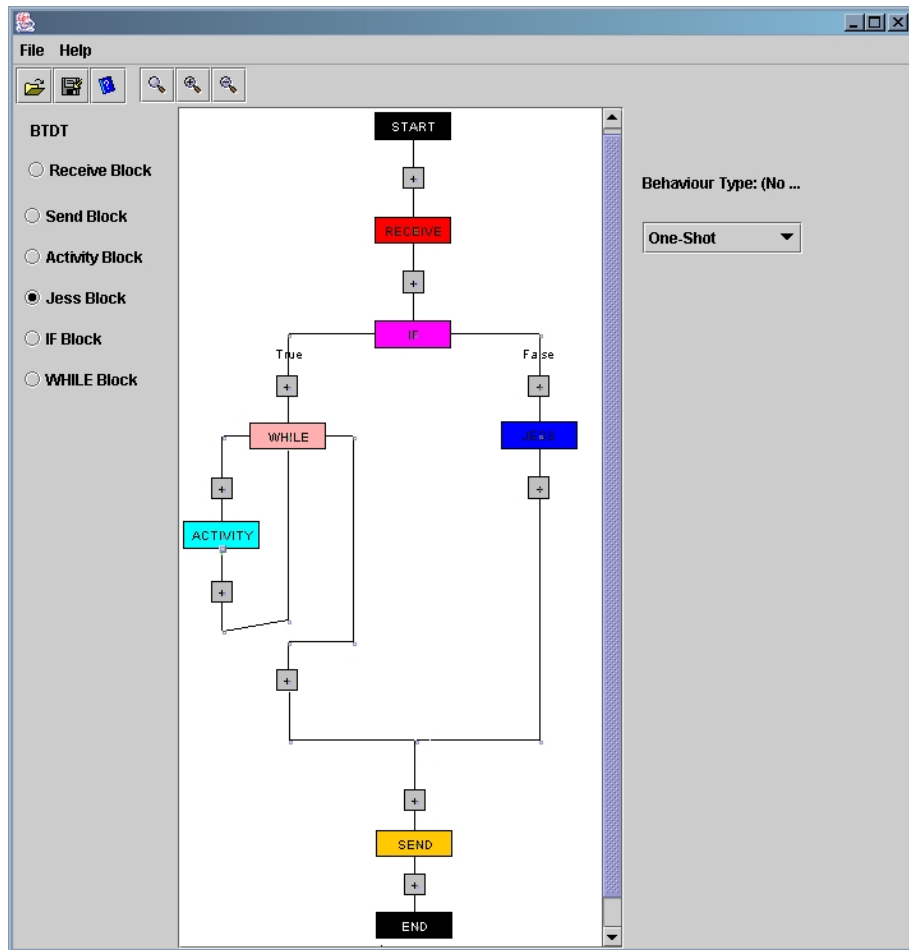 File Help
BTDT
Receive Block
Send Block
Activity Block
Jess Block
IF Block
WHILE Block
START
+
RECEIVE
+
IF
True
False
+
+
WHILE
JESS
+
+
ACTIVITY
+
+
+
SEND
+
END
Behaviour Type: (No ...
One-Shot